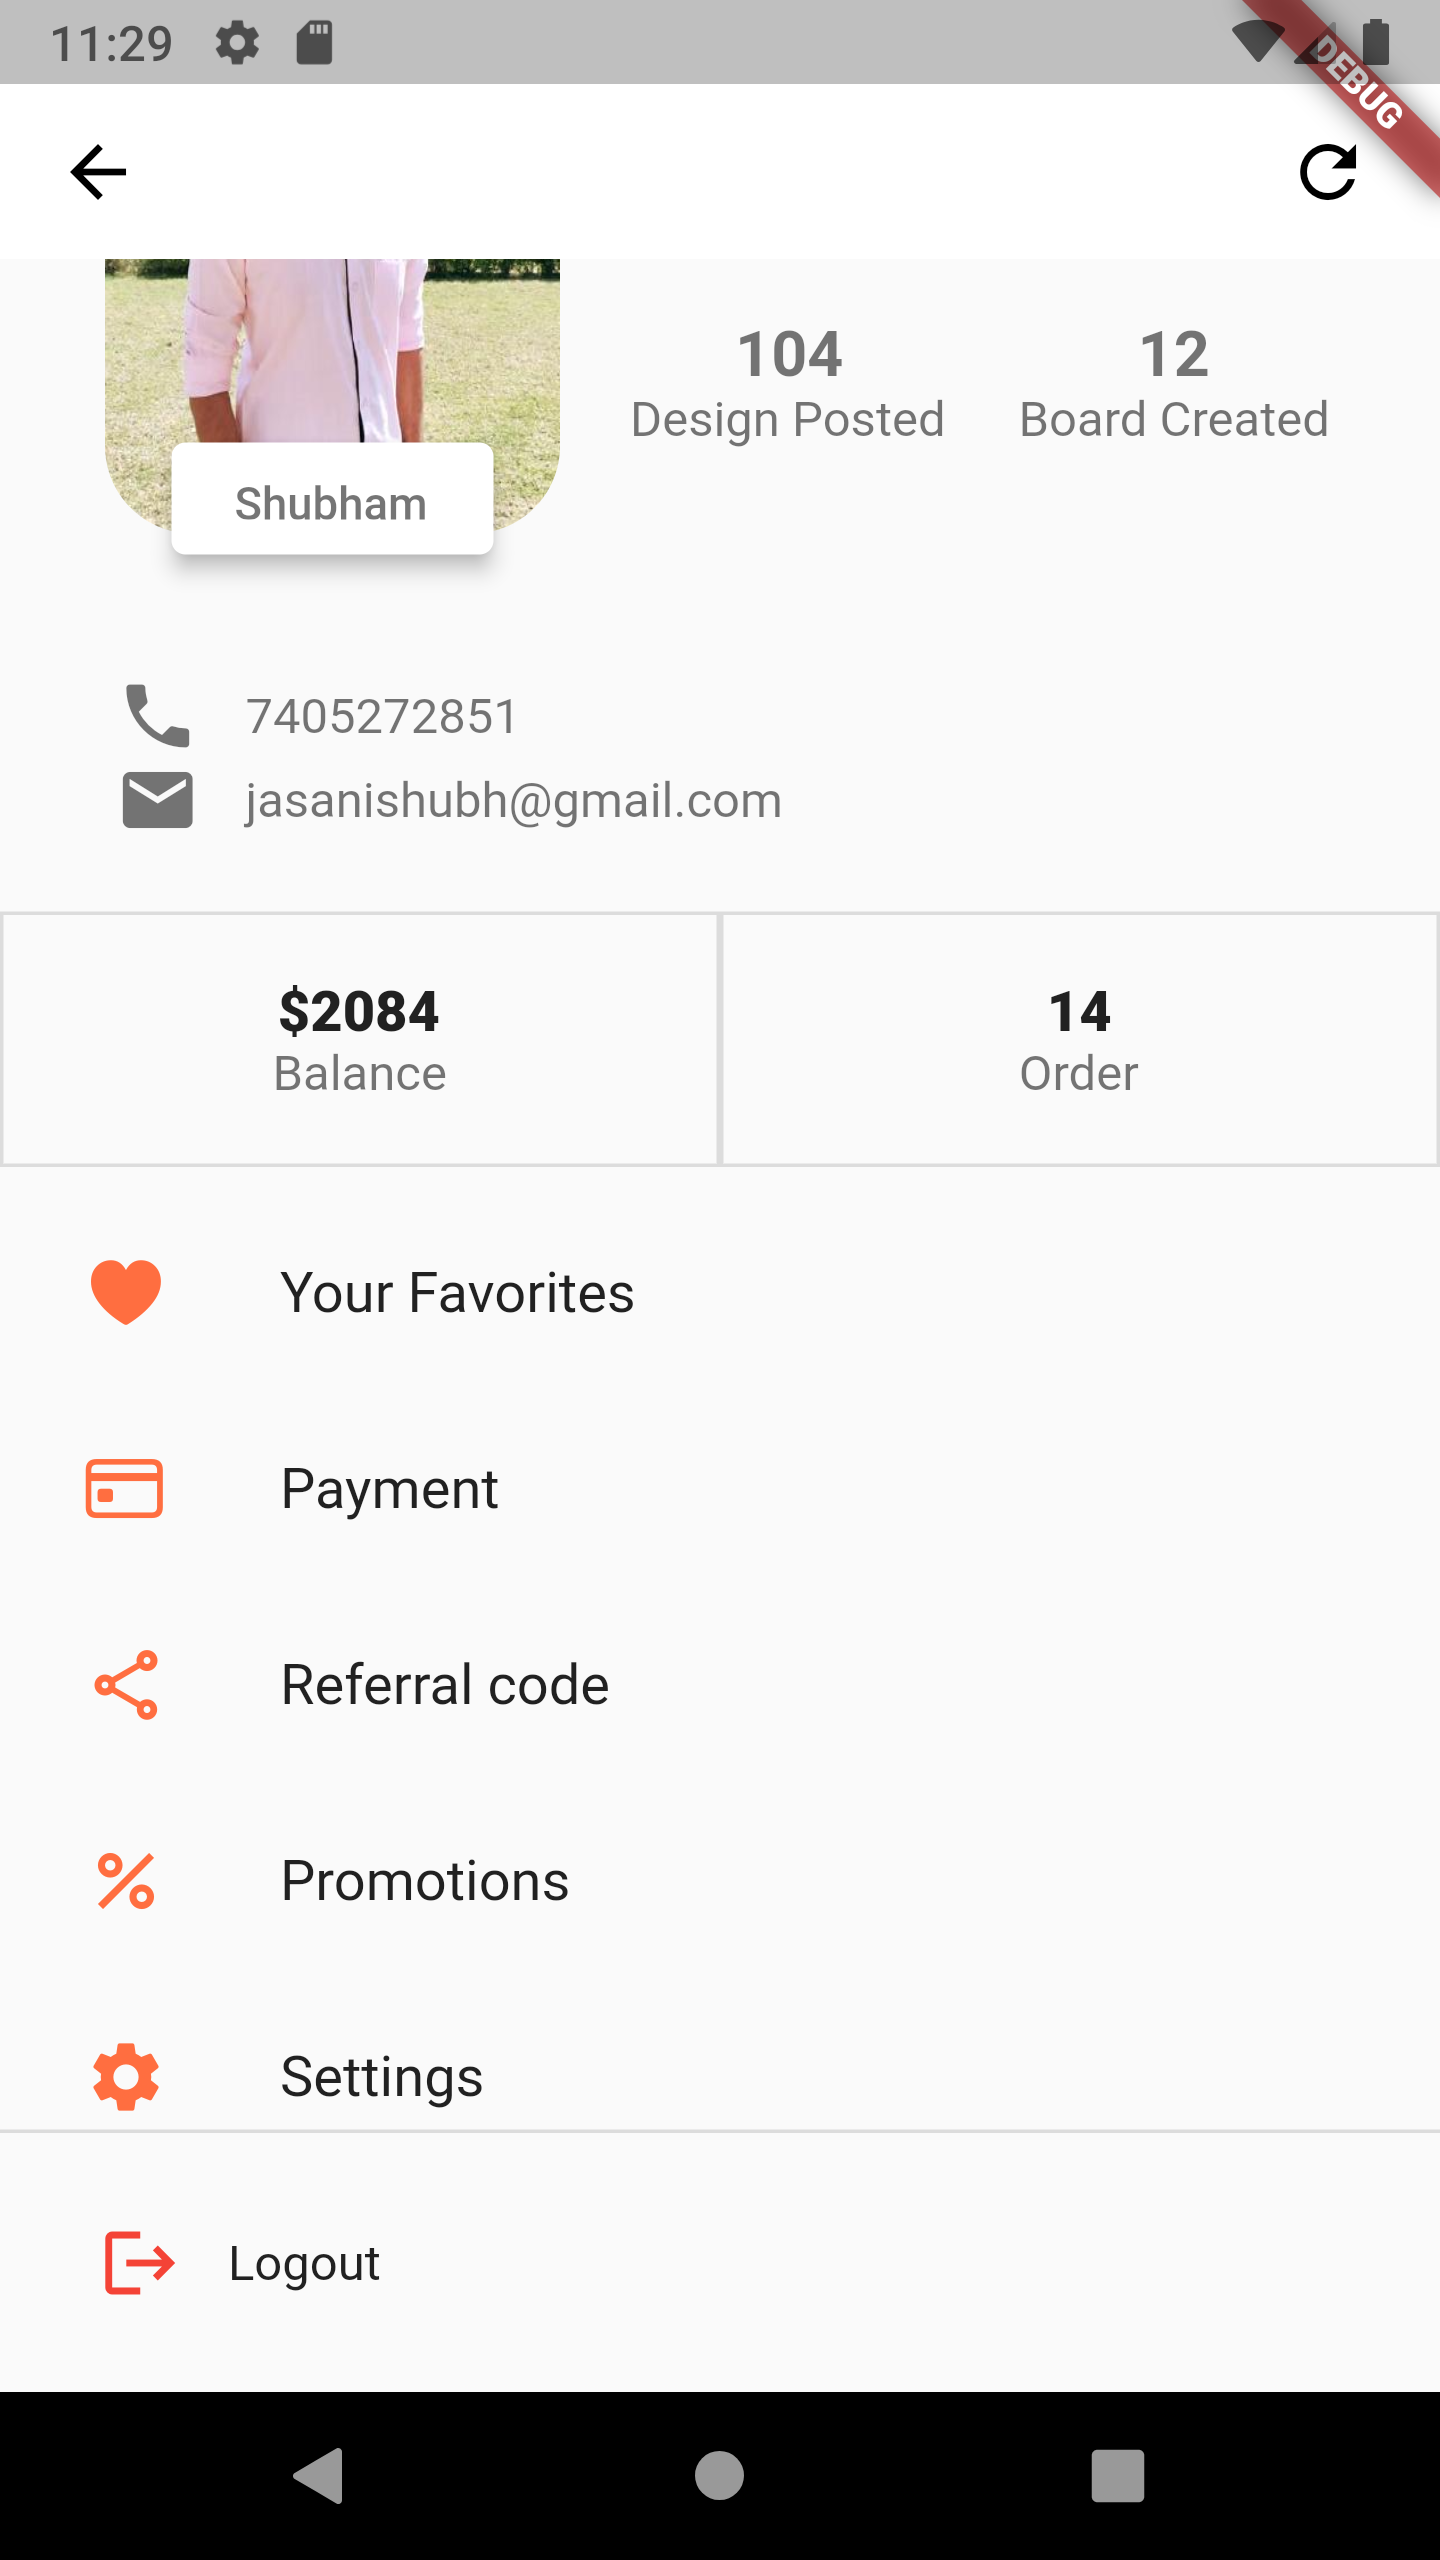 11:29
DEBUG
104
12
Design Posted
Board Created
Shubham
7405272851
jasanishubh@gmail.com
$2084
14
Balance
Order
Your Favorites
Payment
Referral code
Promotions
Settings
Logout